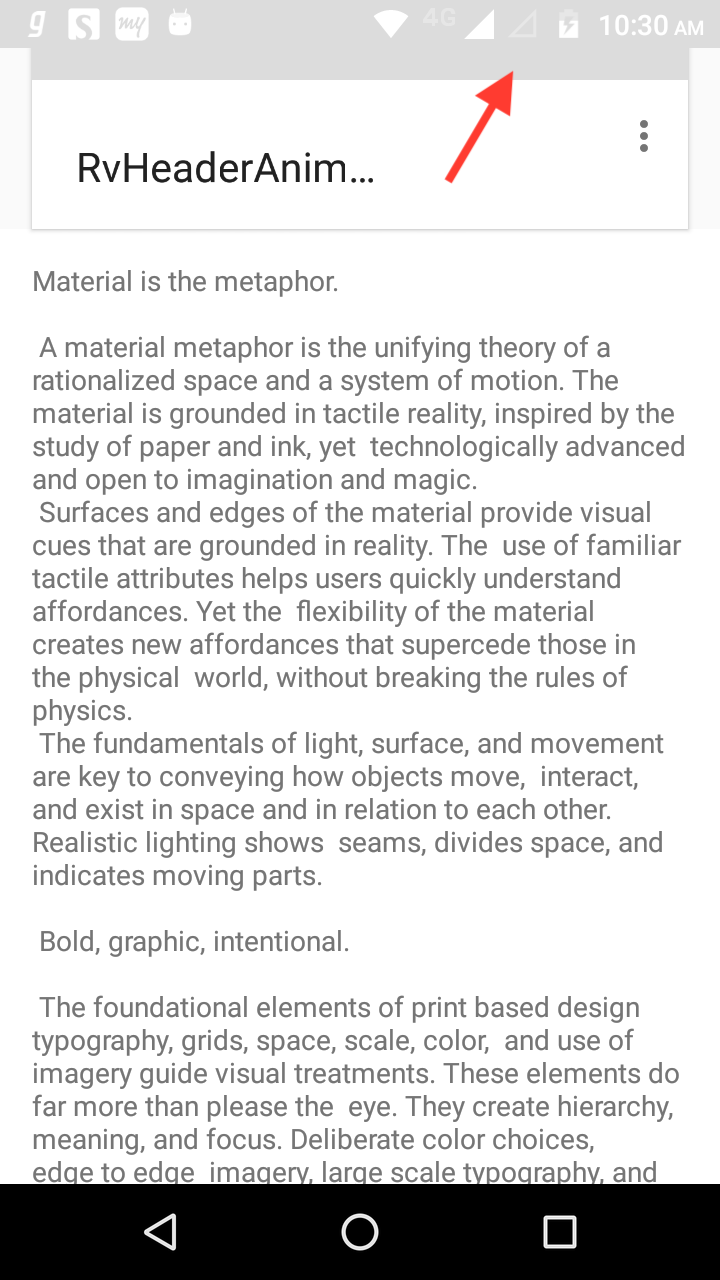 g S my 4G 10:30 AM
RvHeaderAnim...
Material is the metaphor.
A material metaphor is the unifying theory of a
rationalized space and a system of motion. The
material is grounded in tactile reality, inspired by the
study of paper and ink, yet  technologically advanced
and open to imagination and magic.
Surfaces and edges of the material provide visual
cues that are grounded in reality. The  use of familiar
tactile attributes helps users quickly understand
affordances. Yet the  flexibility of the material
creates new affordances that supercede those in
the physical  world, without breaking the rules of
physics.
The fundamentals of light, surface, and movement
are key to conveying how objects move,  interact,
and exist in space and in relation to each other.
Realistic lighting shows  seams, divides space, and
indicates moving parts.
Bold, graphic, intentional.
The foundational elements of print based design
typography, grids, space, scale, color,  and use of
imagery guide visual treatments. These elements do
far more than please the  eye. They create hierarchy,
meaning, and focus. Deliberate color choices,
edge to edge  imagery, large scale typography, and